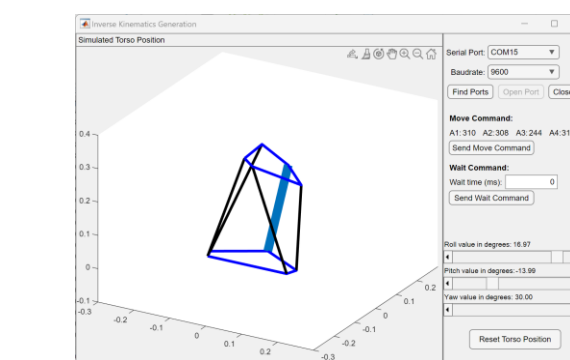 Inverse Kinematics Generation
Simulated Torso Position
Serial Port: COM15
Baudrate: 9600
Find Ports Open Port Close
Move Command:
A1:310 A2:308 A3:244 A4:31
Send Move Command
Wait Command:
Wait time (ms): 0
Send Wait Command
Roll value in degrees: 16.97
Pitch value in degrees:-13.99
Yaw value in degrees: 30.00
Reset Torso Position
0.4
0.3
0.2
0.1
0
-0.1
-0.3
-0.2
-0.1
0
0.1
0.2
-0.3
-0.2
-0.1
0
0.1
0.2